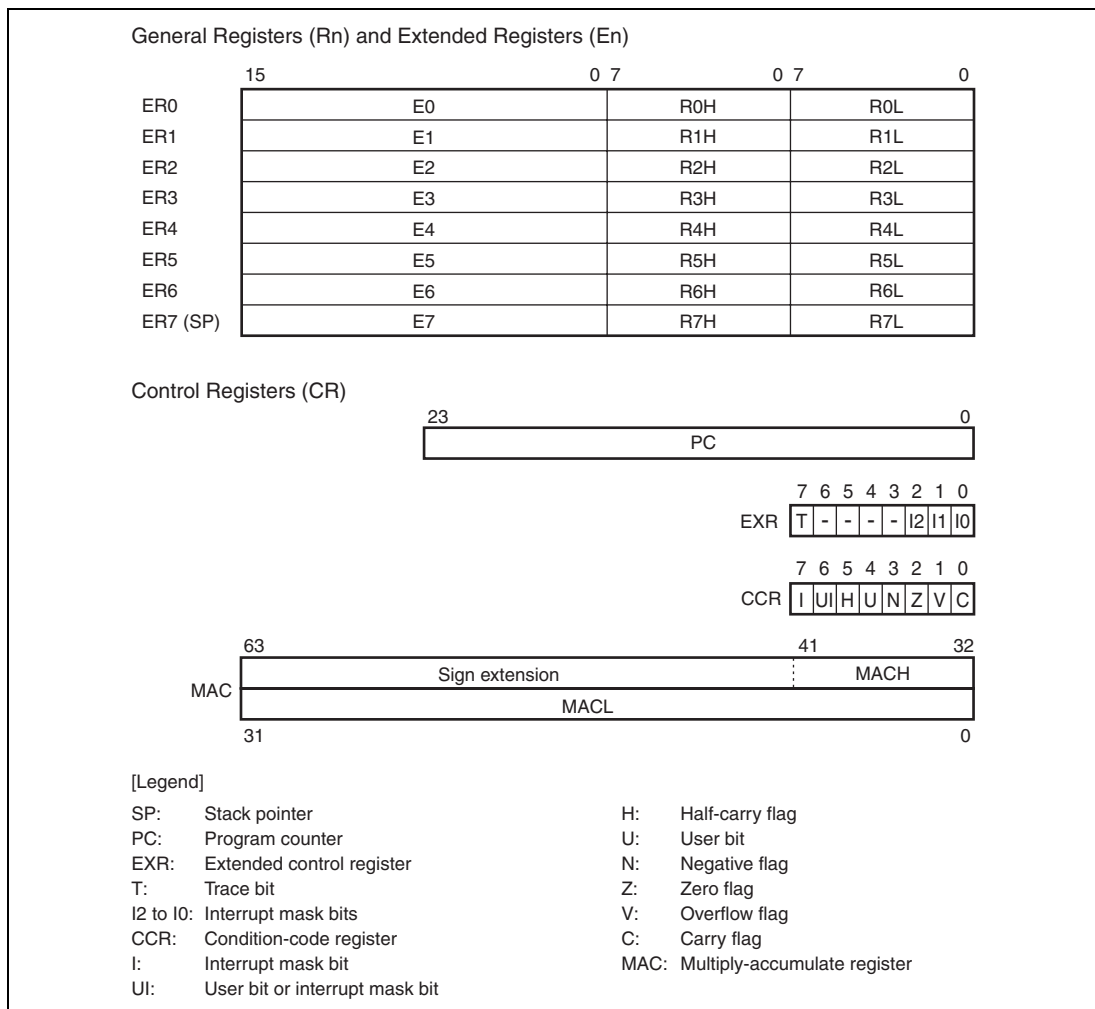 General Registers (Rn) and Extended Registers (En)
15 0 7 0 7 0
ER0 E0 R0H R0L
ER1 E1 R1H R1L
ER2 E2 R2H R2L
ER3 E3 R3H R3L
ER4 E4 R4H R4L
ER5 E5 R5H R5L
ER6 E6 R6H R6L
ER7 (SP) E7 R7H R7L
Control Registers (CR)
23 0
PC
7 6 5 4 3 2 1 0
EXR T - - - - I2 I1 I0
7 6 5 4 3 2 1 0
CCR I UI H U N Z V C
63 41 32
Sign extension MACH
MAC
MACL
31 0
[Legend]
SP: Stack pointer
PC: Program counter
EXR: Extended control register
T: Trace bit
I2 to I0: Interrupt mask bits
CCR: Condition-code register
I: Interrupt mask bit
UI: User bit or interrupt mask bit
H: Half-carry flag
U: User bit
N: Negative flag
Z: Zero flag
V: Overflow flag
C: Carry flag
MAC: Multiply-accumulate register